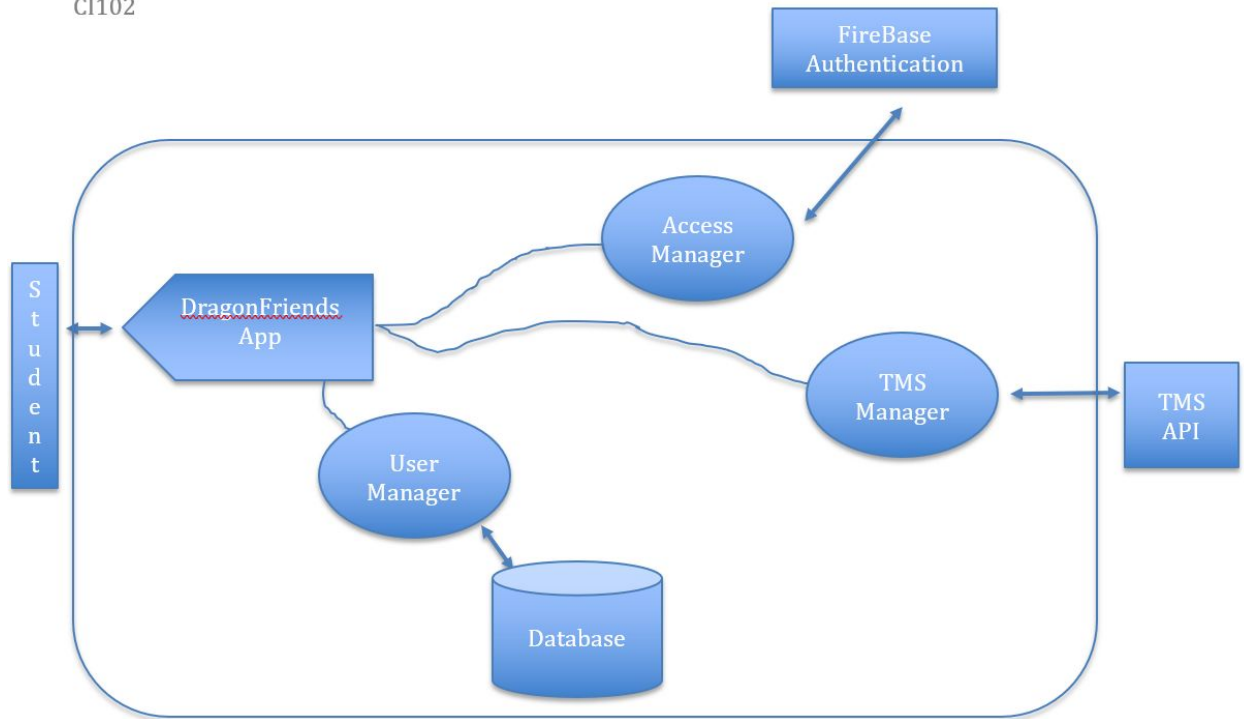 CI102
FireBase
Authentication
Access
Manager
S
t
u
d
e
n
t
DragonFriends
App
TMS
Manager
TMS
API
User
Manager
Database